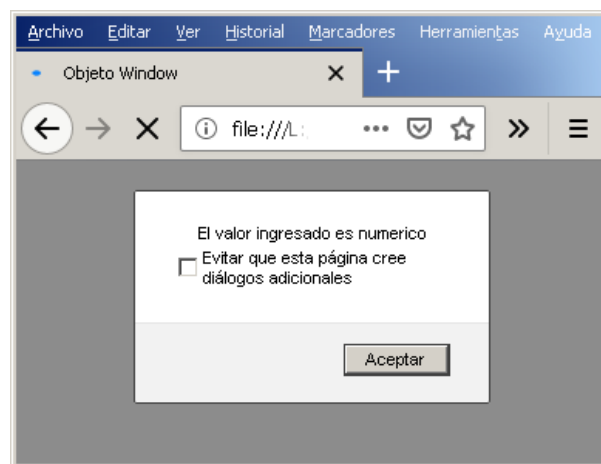 Archivo Editar Ver Historial Marcadores Herramientas Ayuda
Objeto Window
file:///L:
El valor ingresado es numerico
Evitar que esta página cree
diálogos adicionales
Aceptar